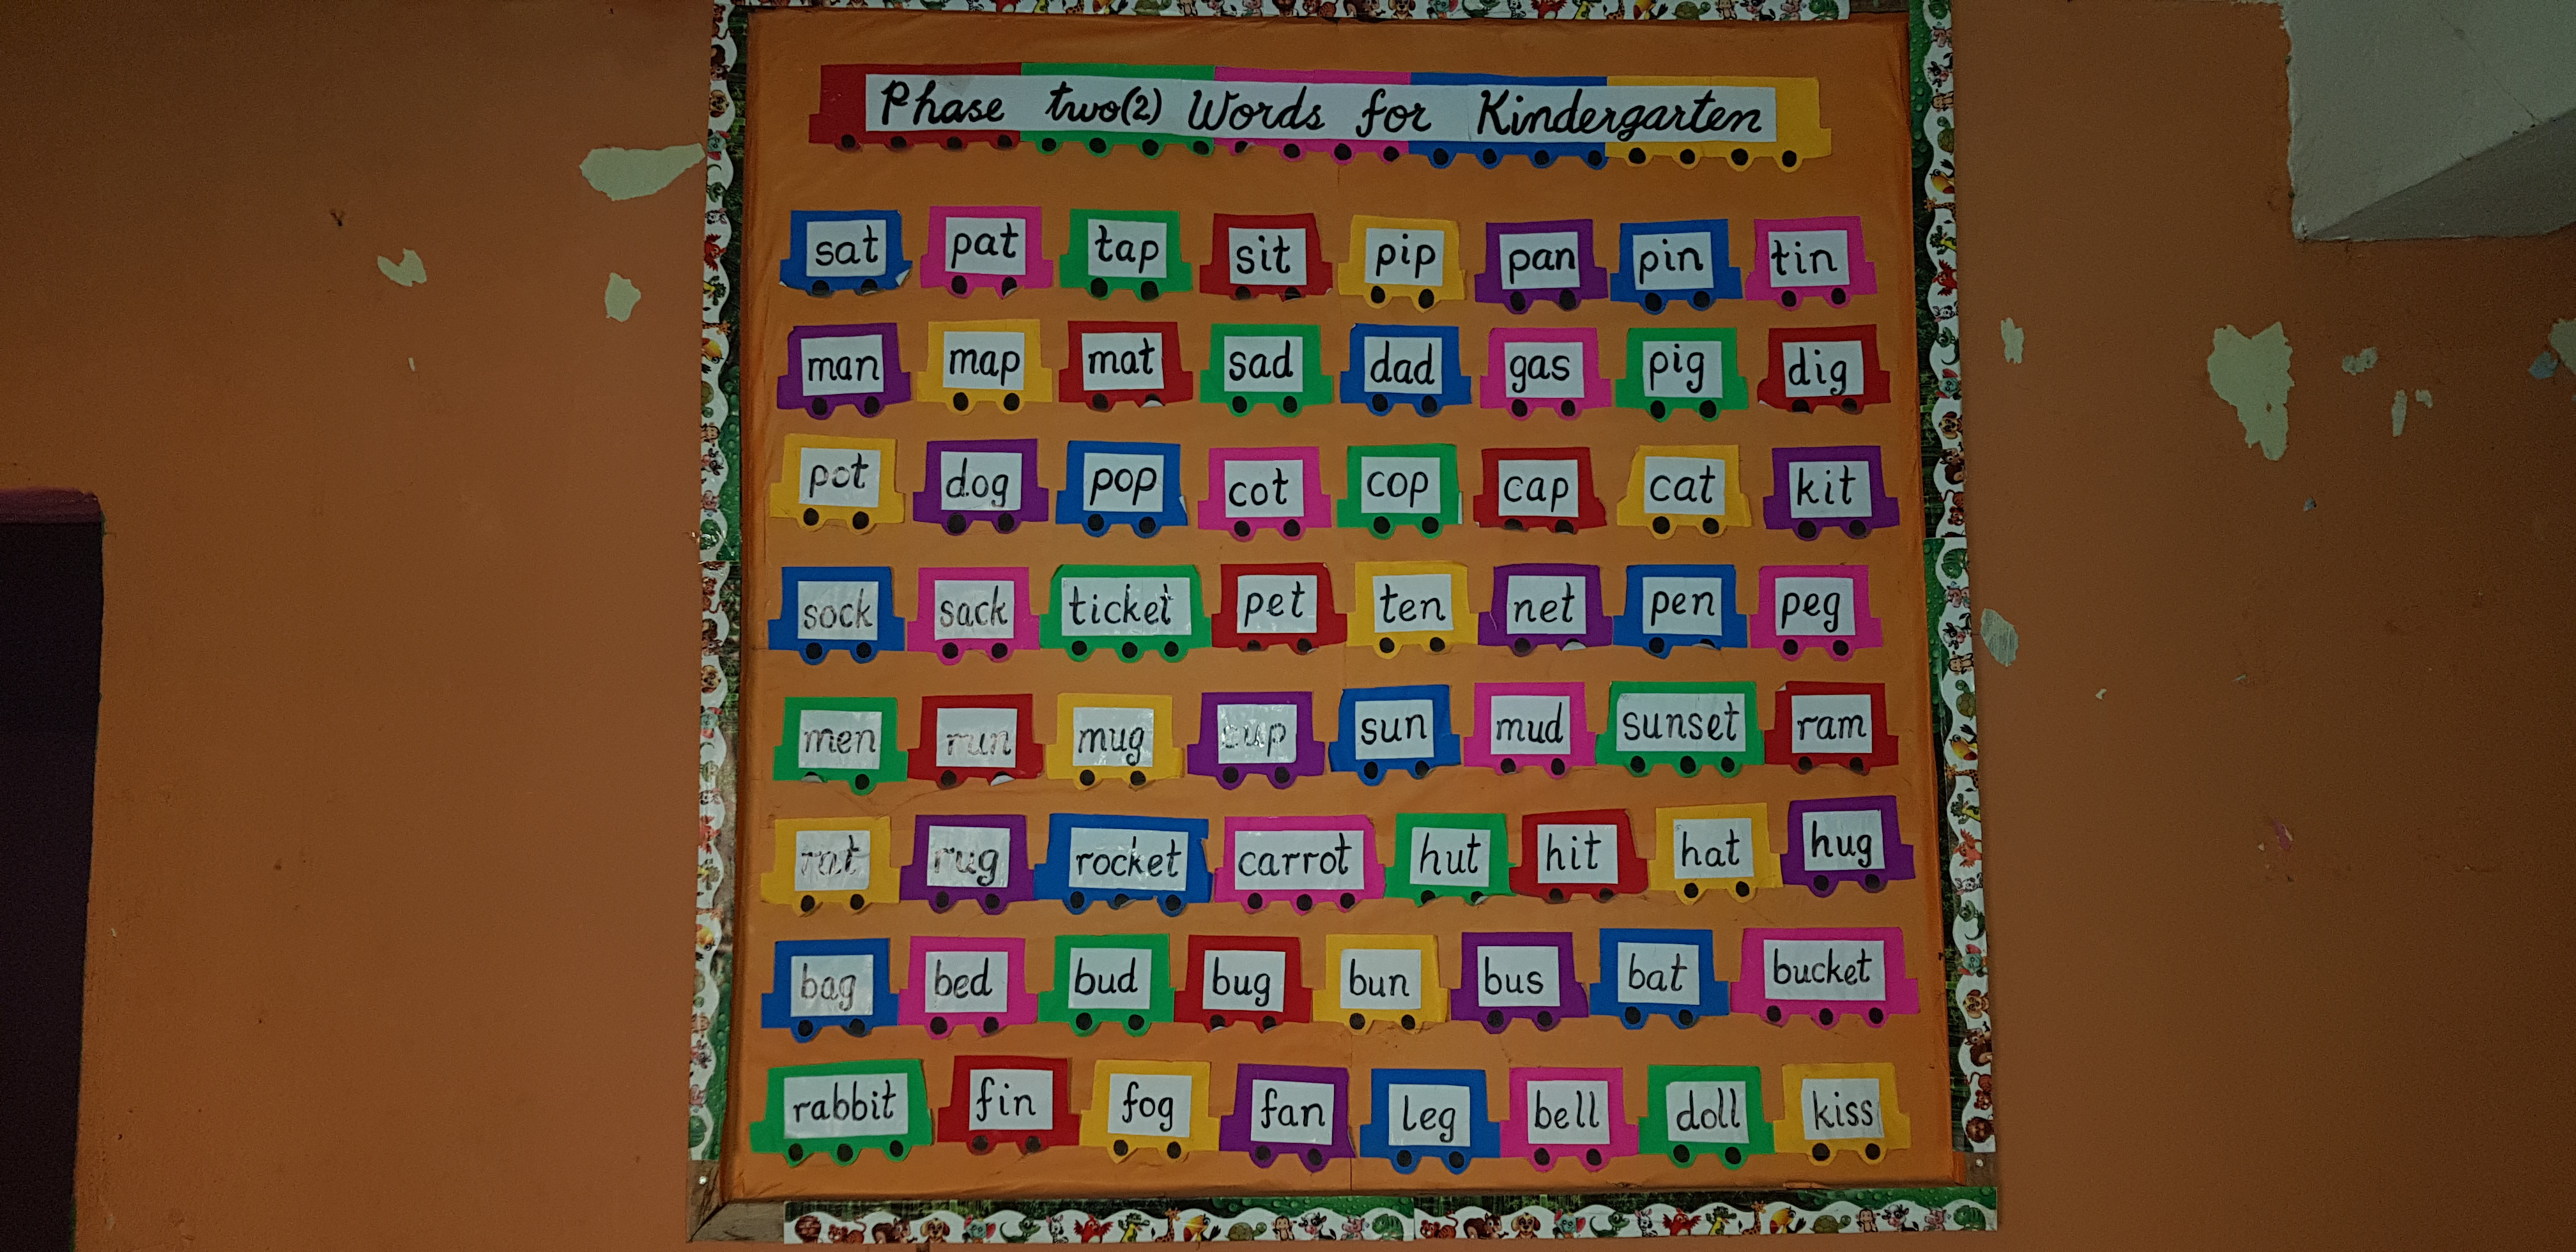 Phase two(2) Words for Kindergarten
sat pat tap sit pip pan pin tin
man map mat sad dad gas pig dig
pot dog pop cot cop cap cat kit
sock sack ticket pet ten net pen peg
men run mug cup sun mud sunset ram
rat rug rocket carrot hut hit hat hug
bag bed bud bug bun bus bat bucket
rabbit fin fog fan leg bell doll kiss